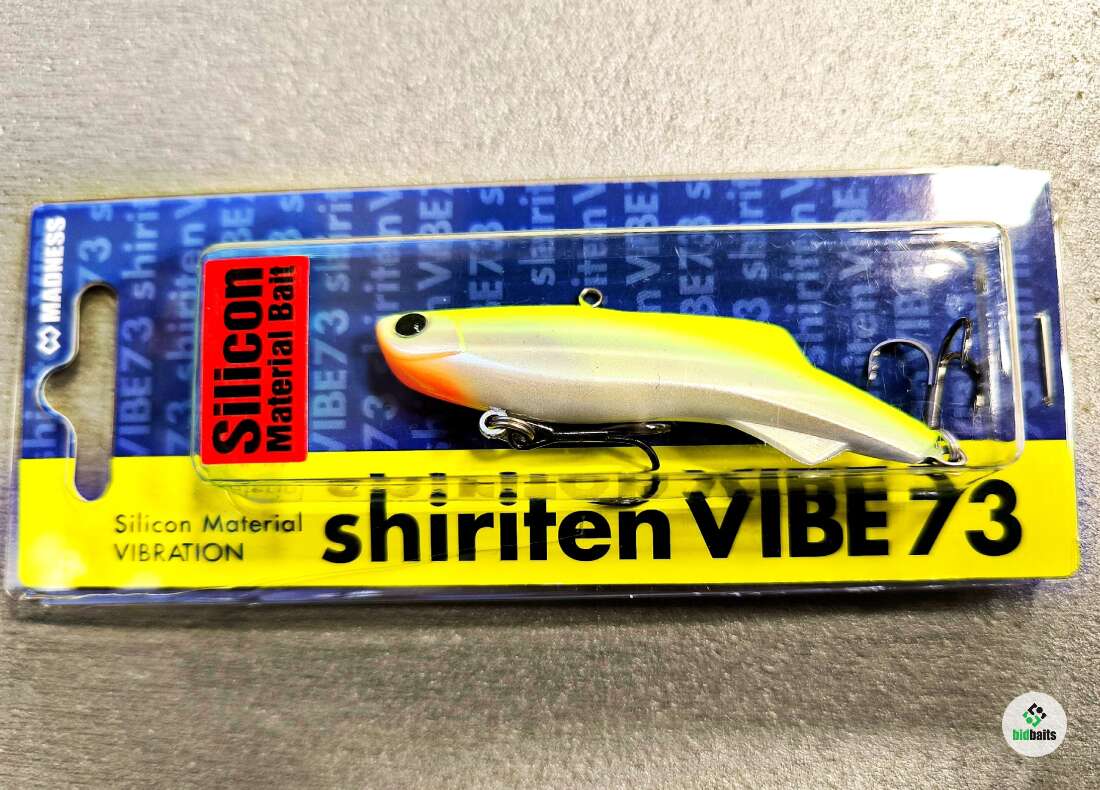 MADNESS
Silicon
Material Bait
Silicon Material
VIBRATION
shiriten VIBE 73
bidbaits